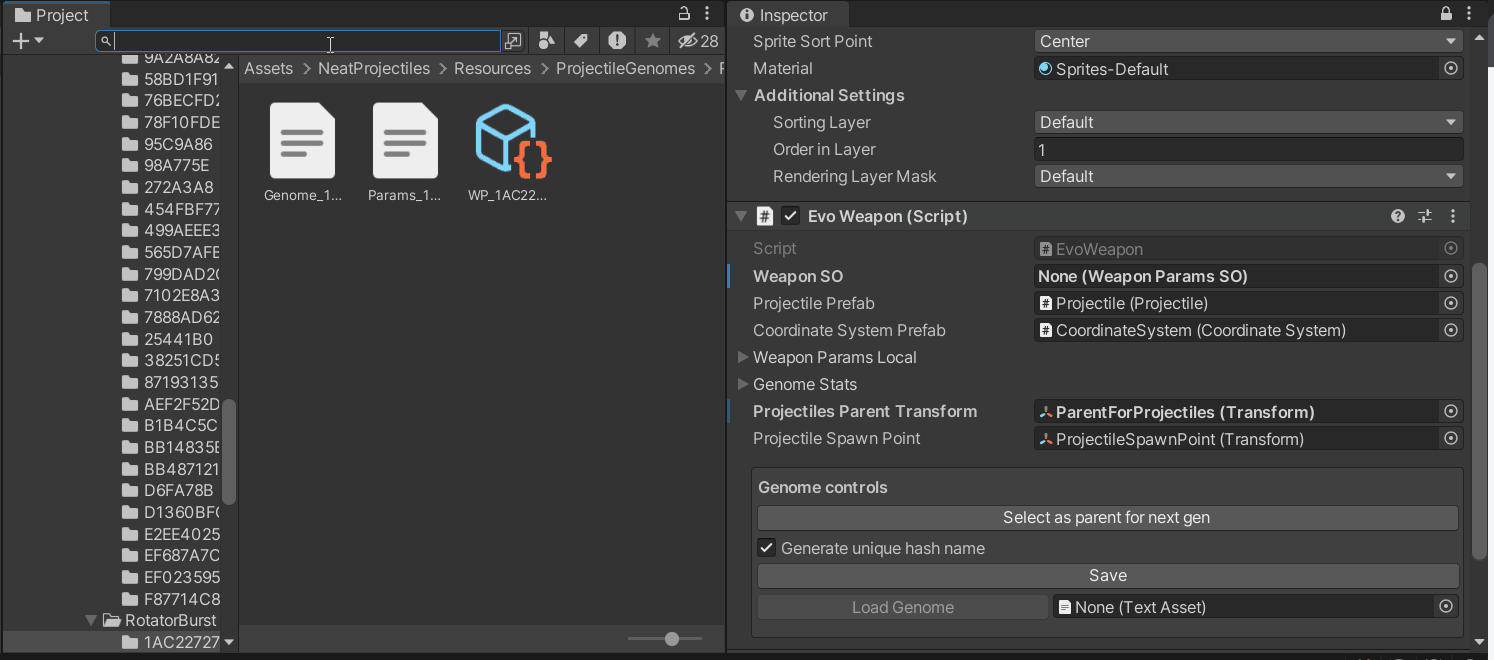 Project
28
9A2A8A82
58BD1F91
76BECFD2
78F10FDE
95C9A86
98A775E
272A3A8
454FBF77
499AEEE3
565D7AFE
799DAD20
7102E8A3
7888AD62
25441B0
38251CD5
87193135
AEF2F52D
B1B4C5C
BB14835E
BB487121
D6FA78B
D1360BF
E2EE4025
EF687A7C
EF023595
F87714C8
RotatorBurst
1AC22727
Assets > NeatProjectiles > Resources > ProjectileGenomes >
Genome_1...
Params_1...
WP_1AC22...
Inspector
Sprite Sort Point
Center
Material
Sprites-Default
Additional Settings
Sorting Layer
Default
Order in Layer
1
Rendering Layer Mask
Default
# Evo Weapon (Script)
Script
EvoWeapon
Weapon SO
None (Weapon Params SO)
Projectile Prefab
Projectile (Projectile)
Coordinate System Prefab
CoordinateSystem (Coordinate System)
Weapon Params Local
Genome Stats
Projectiles Parent Transform
ParentForProjectiles (Transform)
Projectile Spawn Point
ProjectileSpawnPoint (Transform)
Genome controls
Select as parent for next gen
Generate unique hash name
Save
Load Genome
None (Text Asset)